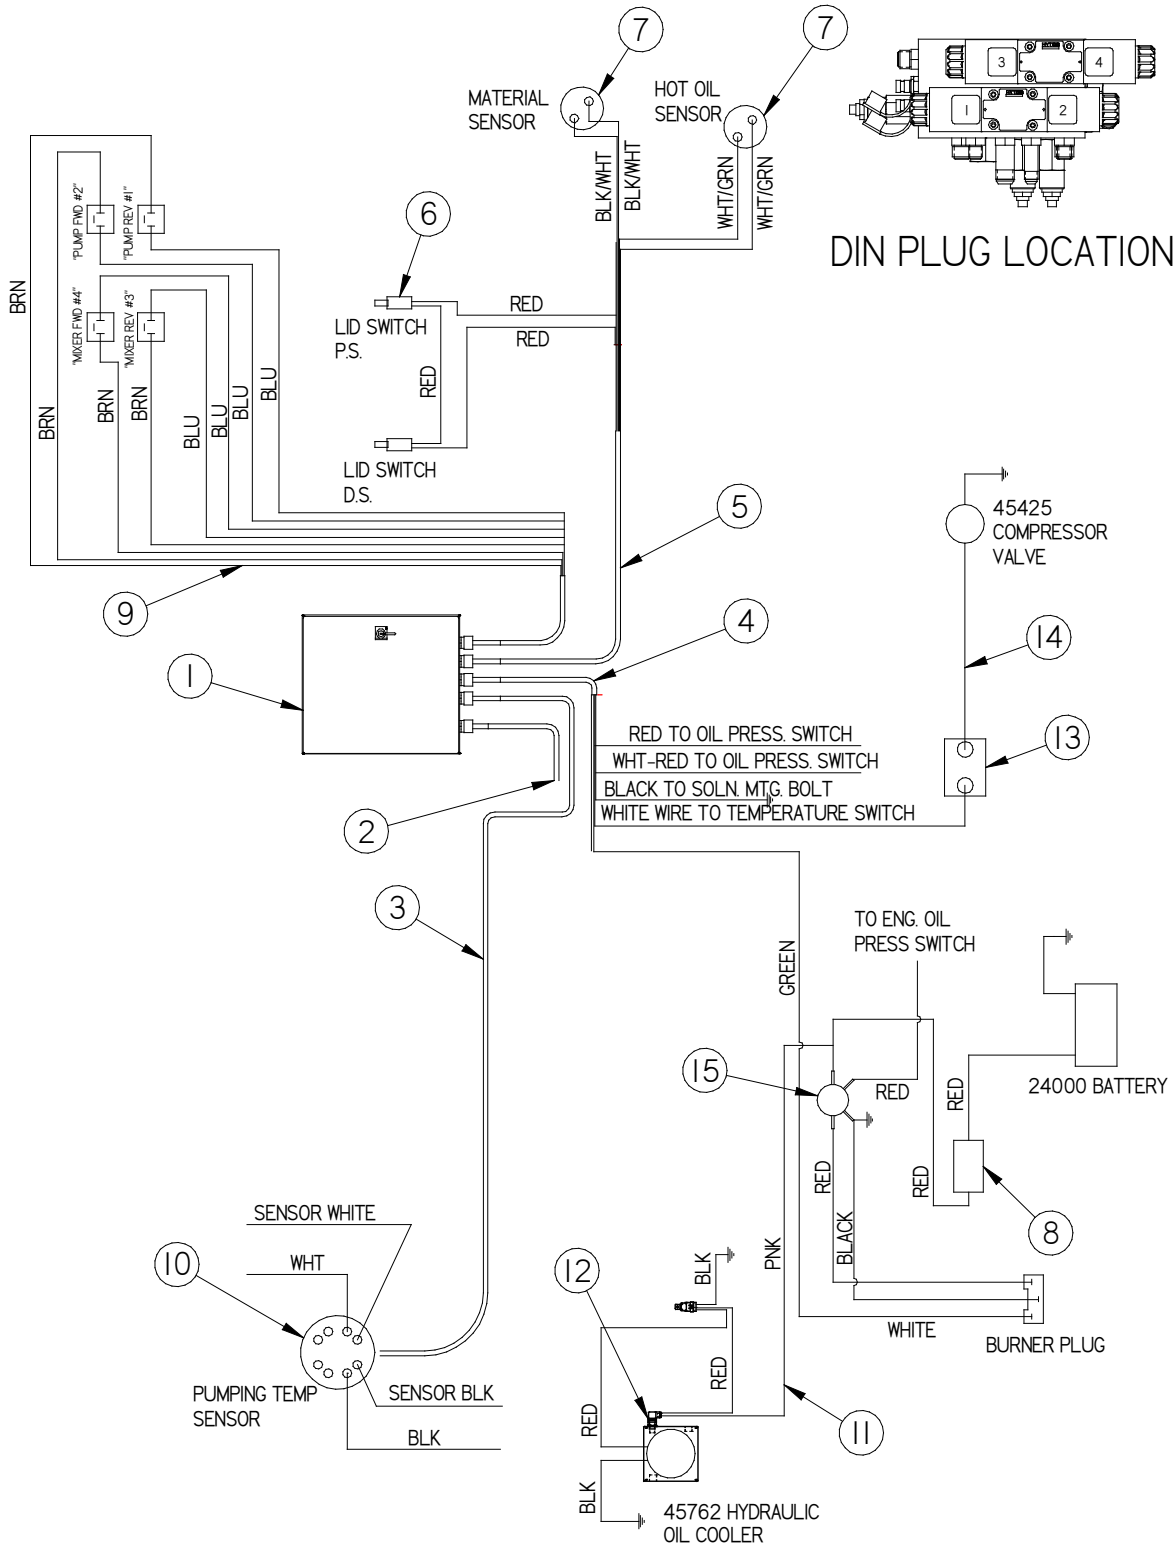 7
7
MATERIAL
SENSOR
HOT OIL
SENSOR
3
4
1
2
DIN PLUG LOCATION
BLK/WHT
BLK/WHT
WHT/GRN
WHT/GRN
"PUMP FWD #2"
"PUMP REV #1"
"MIXER FWD #4"
"MIXER REV #3"
6
BRN
BRN
BRN
BRN
BLU
BLU
BLU
BLU
RED
LID SWITCH
P.S.
RED
RED
LID SWITCH
D.S.
5
45425
COMPRESSOR
VALVE
9
4
14
1
13
RED TO OIL PRESS. SWITCH
WHT-RED TO OIL PRESS. SWITCH
BLACK TO SOLN. MTG. BOLT
WHITE WIRE TO TEMPERATURE SWITCH
2
3
TO ENG. OIL
PRESS SWITCH
GREEN
15
RED
RED
24000 BATTERY
RED
RED
BLACK
8
SENSOR WHITE
WHT
10
PNK
12
BLK
WHITE
BURNER PLUG
RED
RED
PUMPING TEMP
SENSOR
SENSOR BLK
BLK
11
BLK
45762 HYDRAULIC
OIL COOLER